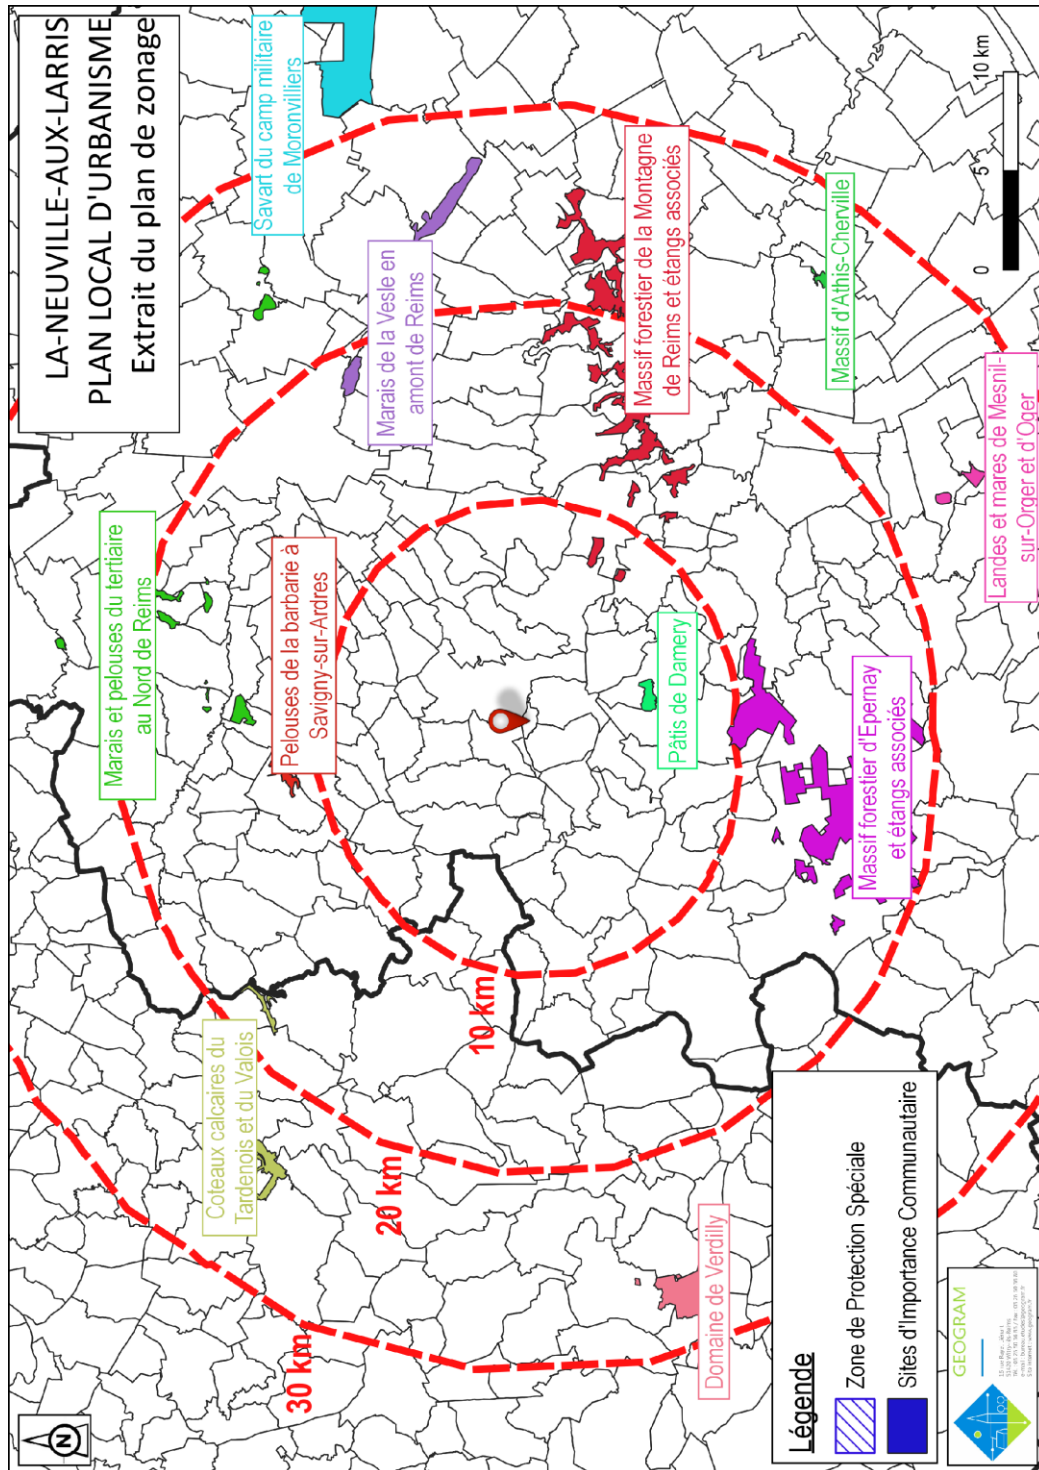 LA-NEUVILLE-AUX-LARRIS
PLAN LOCAL D'URBANISME
Extrait du plan de zonage
Savart du camp militaire
de Moronvilliers
Marais et pelouses du tertiaire
au Nord de Reims
Marais de la Vesle en
amont de Reims
Pelouses de la barbarie à
Savigny-sur-Ardres
Coteaux calcaires du
Tardenois et du Valois
Massif forestier de la Montagne
de Reims et étangs associés
Pâtis de Damery
Massif d'Athis-Cherville
Massif forestier d'Epernay
et étangs associés
Landes et mares de Mesnil-
sur-Orger et d'Oger
Domaine de Verdilly
10 km
20 km
30 km
0 5 10 km
N
Légende
Zone de Protection Spéciale
Sites d'Importance Communautaire
GEOGRAM